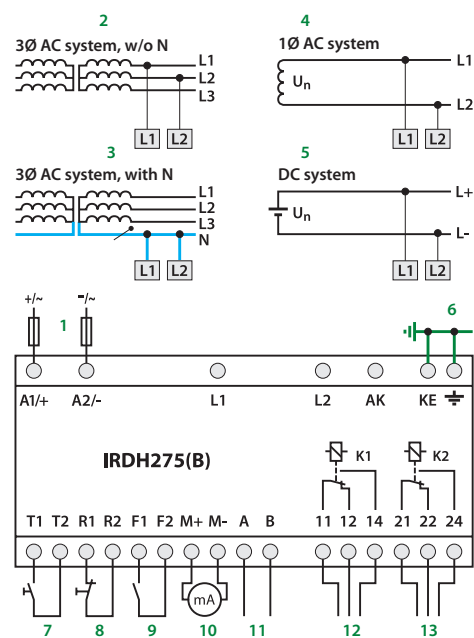 2
3Ø AC system, w/o N
L1
L2
L3
L1 L2
4
1Ø AC system
L1
Un
L2
L1 L2
3
3Ø AC system, with N
L1
L2
L3
N
L1 L2
5
DC system
L+
Un
L-
L1 L2
+/~ -/~
1 6
A1/+ A2/- L1 L2 AK KE
IRDH275(B)
K1 K2
T1 T2 R1 R2 F1 F2 M+ M- A B 11 12 14 21 22 24
mA
7 8 9 10 11 12 13